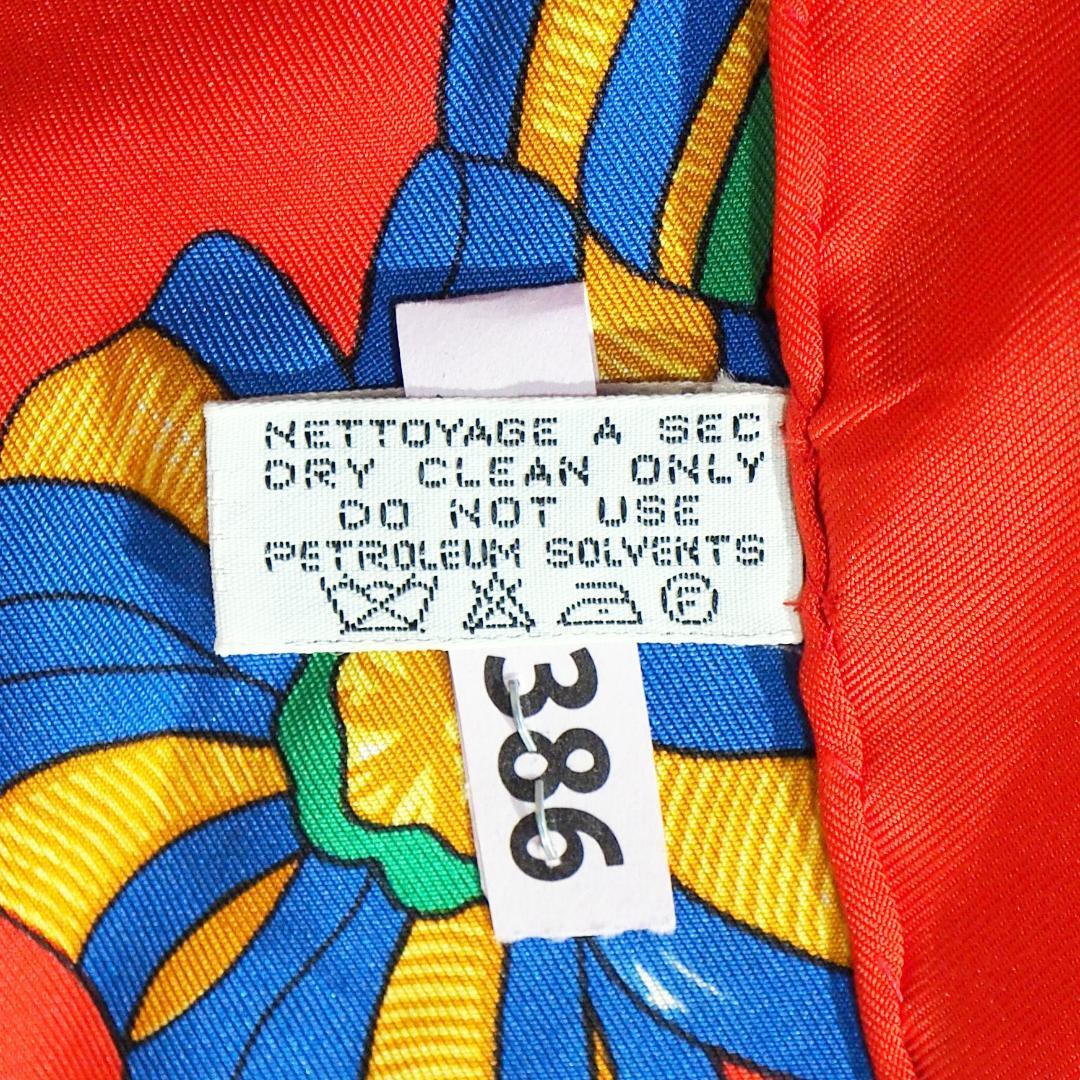 NETTOYAGE A SEC
DRY CLEAN ONLY
DO NOT USE
PETROLEUM SOLVENTS
F
386